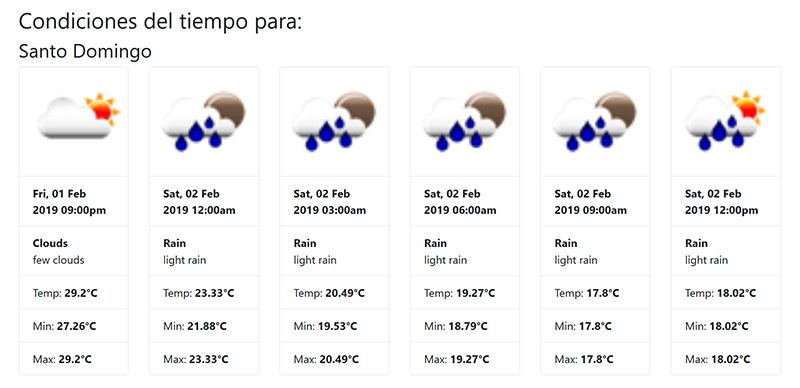 Condiciones del tiempo para:
Santo Domingo
Fri, 01 Feb
2019 09:00pm
Clouds
few clouds
Temp: 29.2°C
Min: 27.26°C
Max: 29.2°C
Sat, 02 Feb
2019 12:00am
Rain
light rain
Temp: 23.33°C
Min: 21.88°C
Max: 23.33°C
Sat, 02 Feb
2019 03:00am
Rain
light rain
Temp: 20.49°C
Min: 19.53°C
Max: 20.49°C
Sat, 02 Feb
2019 06:00am
Rain
light rain
Temp: 19.27°C
Min: 18.79°C
Max: 19.27°C
Sat, 02 Feb
2019 09:00am
Rain
light rain
Temp: 17.8°C
Min: 17.8°C
Max: 17.8°C
Sat, 02 Feb
2019 12:00pm
Rain
light rain
Temp: 18.02°C
Min: 18.02°C
Max: 18.02°C